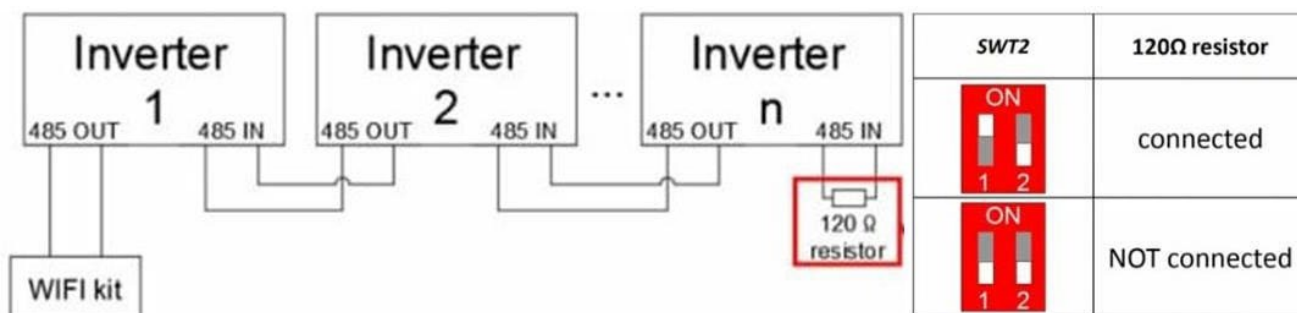 Inverter
1
485 OUT
485 IN
Inverter
2
485 OUT
485 IN
...
Inverter
n
485 OUT
485 IN
120 Ω
resistor
WIFI kit
SWT2
120Ω resistor
ON
1 2
connected
ON
1 2
NOT connected